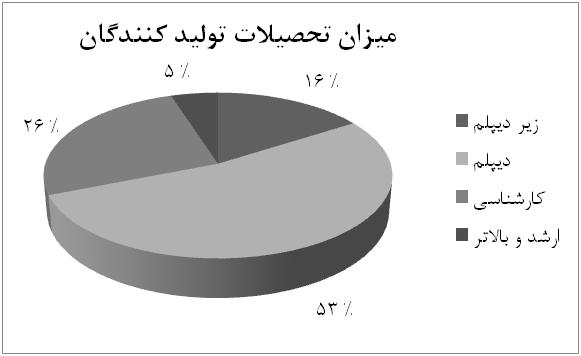 میزان تحصیلات تولید کنندگان
۵ %
۱۶ %
۲۶ %
۵۳ %
زیر دیپلم
دیپلم
کارشناسی
ارشد و بالاتر